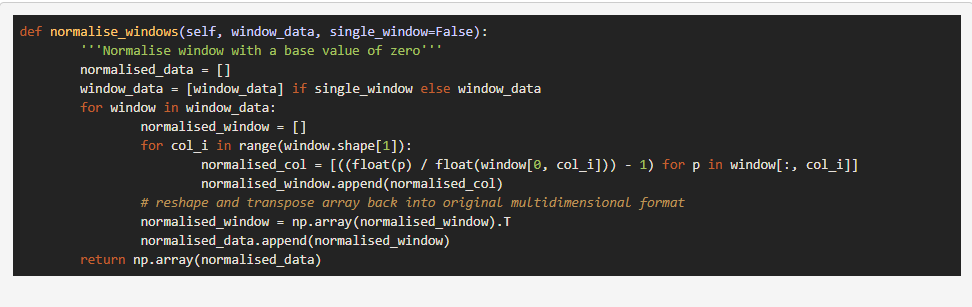 def normalise_windows(self, window_data, single_window=False):
        '''Normalise window with a base value of zero'''
        normalised_data = []
        window_data = [window_data] if single_window else window_data
        for window in window_data:
                normalised_window = []
                for col_i in range(window.shape[1]):
                        normalised_col = [((float(p) / float(window[0, col_i])) - 1) for p in window[:, col_i]]
                        normalised_window.append(normalised_col)
                # reshape and transpose array back into original multidimensional format
                normalised_window = np.array(normalised_window).T
                normalised_data.append(normalised_window)
        return np.array(normalised_data)